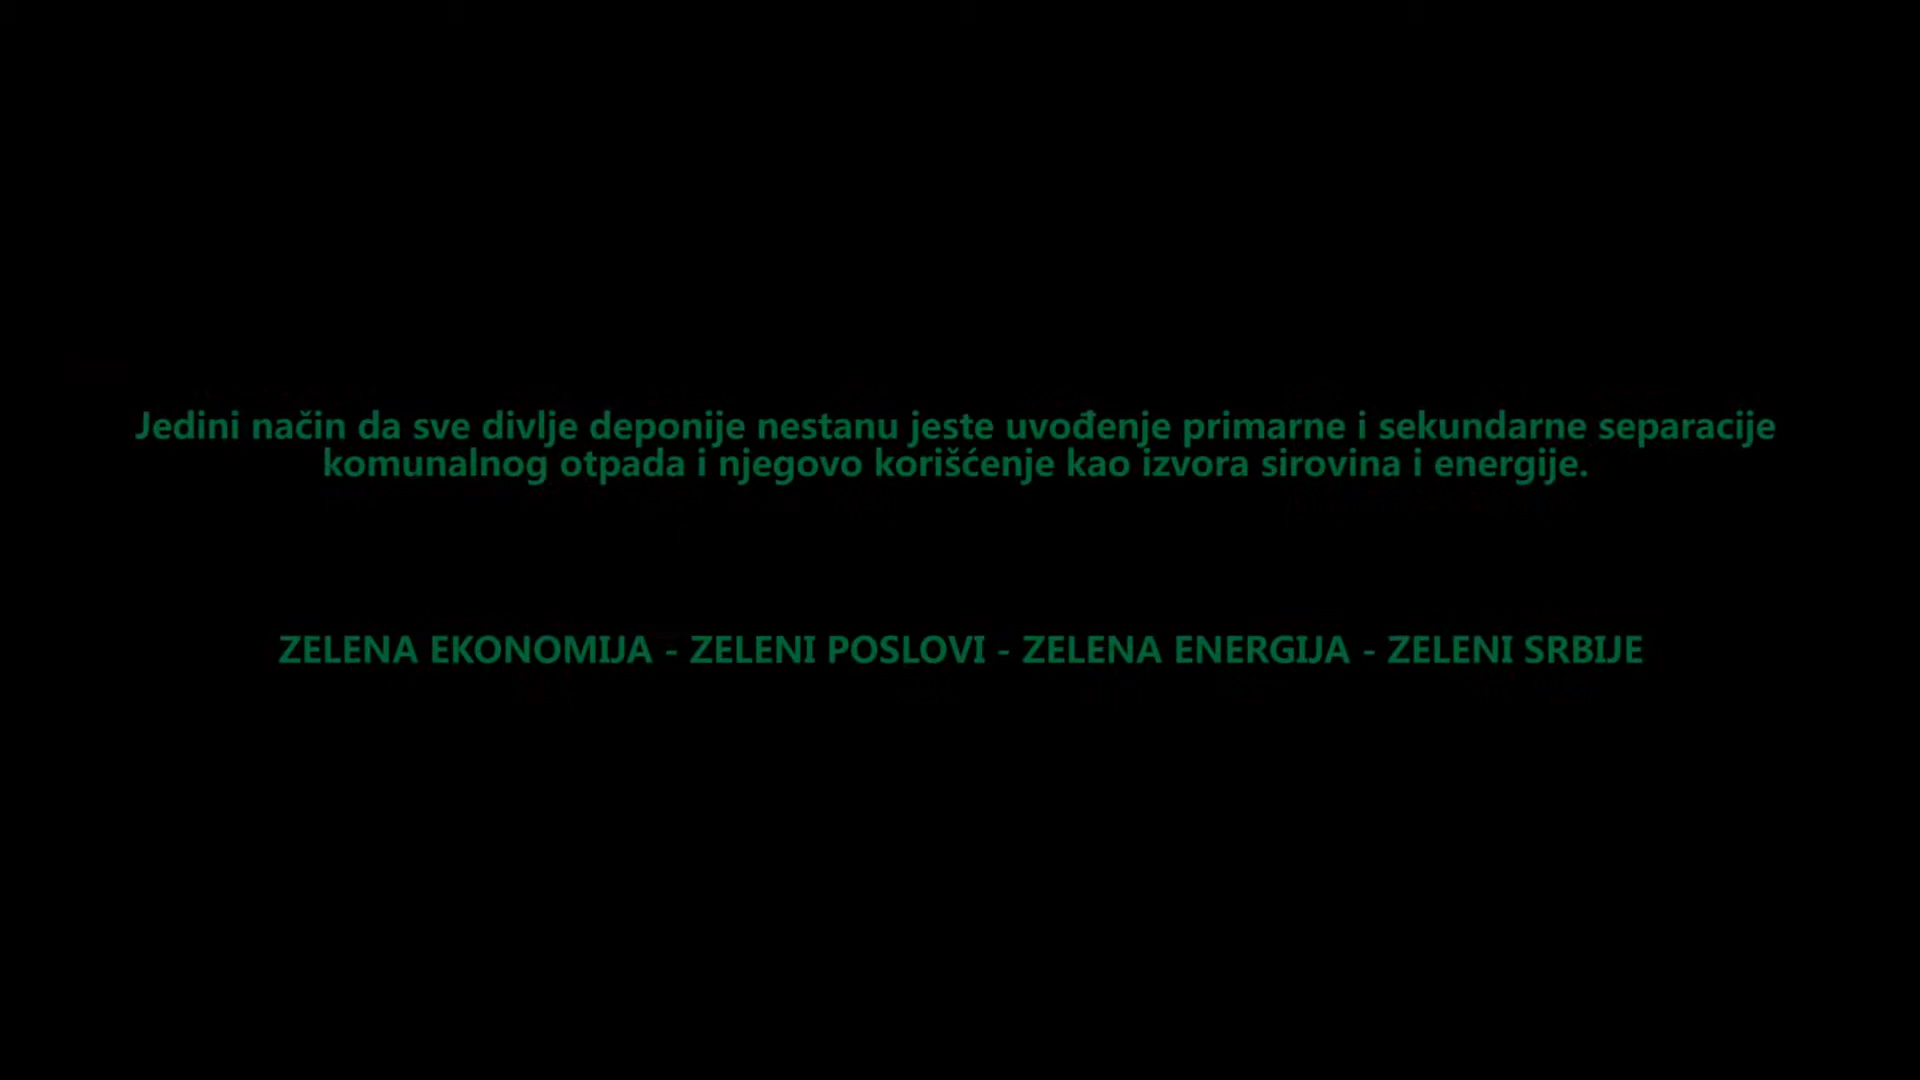 Jedini način da sve divlje deponije nestanu jeste uvođenje primarne i sekundarne separacije
komunalnog otpada i njegovo korišćenje kao izvora sirovina i energije.
ZELENA EKONOMIJA - ZELENI POSLOVI - ZELENA ENERGIJA - ZELENI SRBIJE